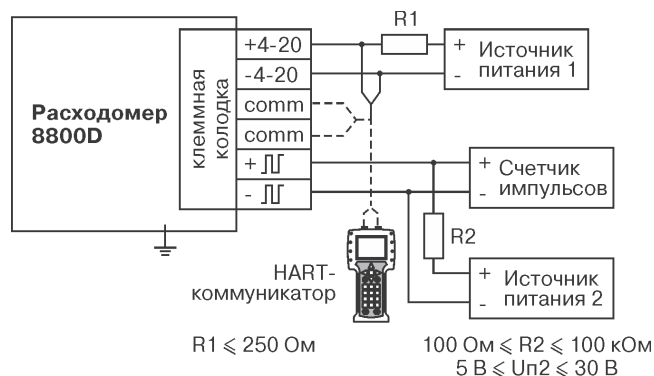 Расходомер
8800D
клеммная
колодка
+4-20
-4-20
comm
comm
+
-
R1
+
-
Источник
питания 1
+
-
Счетчик
импульсов
R2
+
-
Источник
питания 2
HART-
коммуникатор
R1 ⩽ 250 Ом
100 Ом ⩽ R2 ⩽ 100 кОм
5 В ⩽ Uп2 ⩽ 30 В